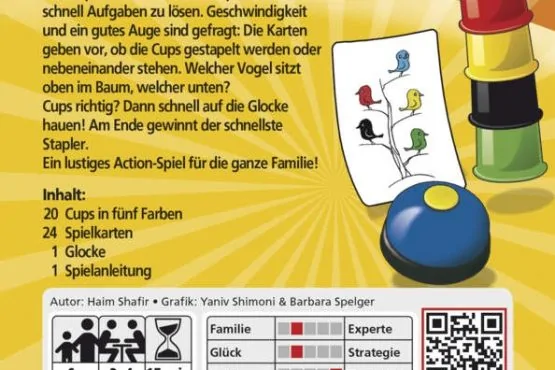 schnell Aufgaben zu lösen. Geschwindigkeit
und ein gutes Auge sind gefragt: Die Karten
geben vor, ob die Cups gestapelt werden oder
nebeneinander stehen. Welcher Vogel sitzt
oben im Baum, welcher unten?
Cups richtig? Dann schnell auf die Glocke
hauen! Am Ende gewinnt der schnellste
Stapler.
Ein lustiges Action-Spiel für die ganze Familie!
Inhalt:
20 Cups in fünf Farben
24 Spielkarten
1 Glocke
1 Spielanleitung
Autor: Haim Shafir • Grafik: Yaniv Shimoni & Barbara Spelger
Familie Experte
Glück Strategie